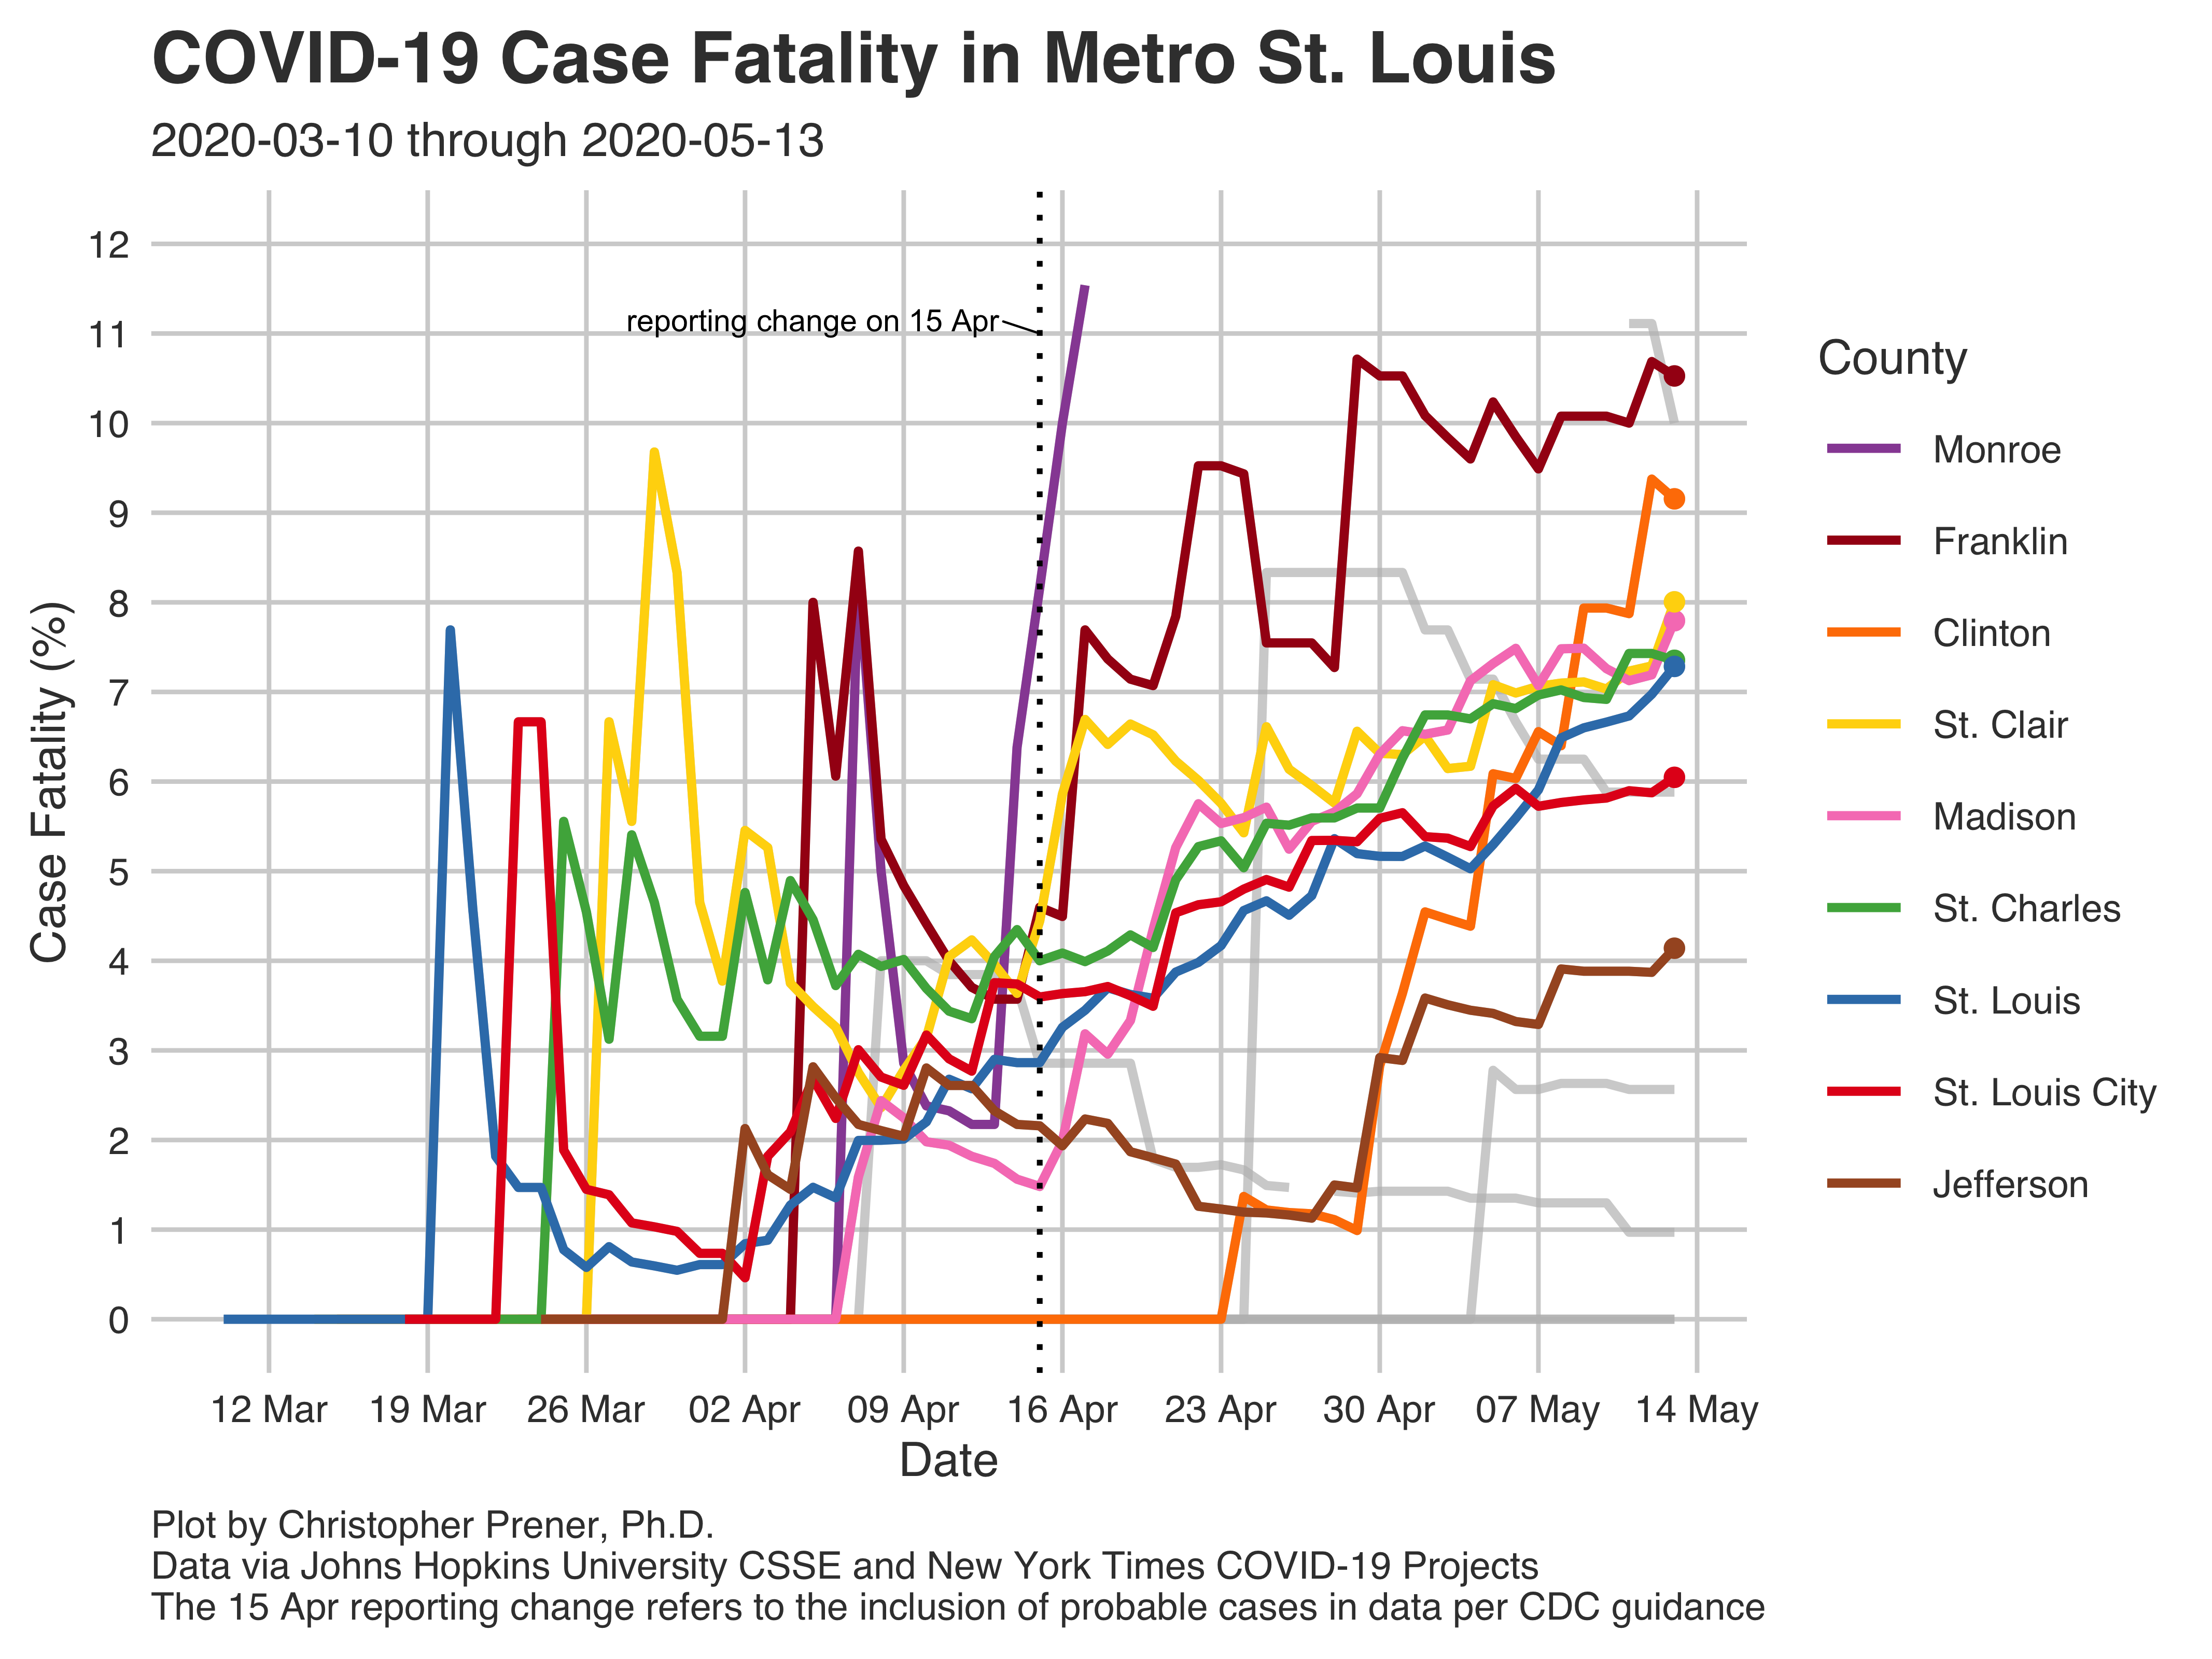 COVID-19 Case Fatality in Metro St. Louis
2020-03-10 through 2020-05-13
Case Fatality (%)
12
11
10
9
8
7
6
5
4
3
2
1
0
reporting change on 15 Apr
12 Mar
19 Mar
26 Mar
02 Apr
09 Apr
16 Apr
23 Apr
30 Apr
07 May
14 May
Date
County
Monroe
Franklin
Clinton
St. Clair
Madison
St. Charles
St. Louis
St. Louis City
Jefferson
Plot by Christopher Prener, Ph.D.
Data via Johns Hopkins University CSSE and New York Times COVID-19 Projects
The 15 Apr reporting change refers to the inclusion of probable cases in data per CDC guidance